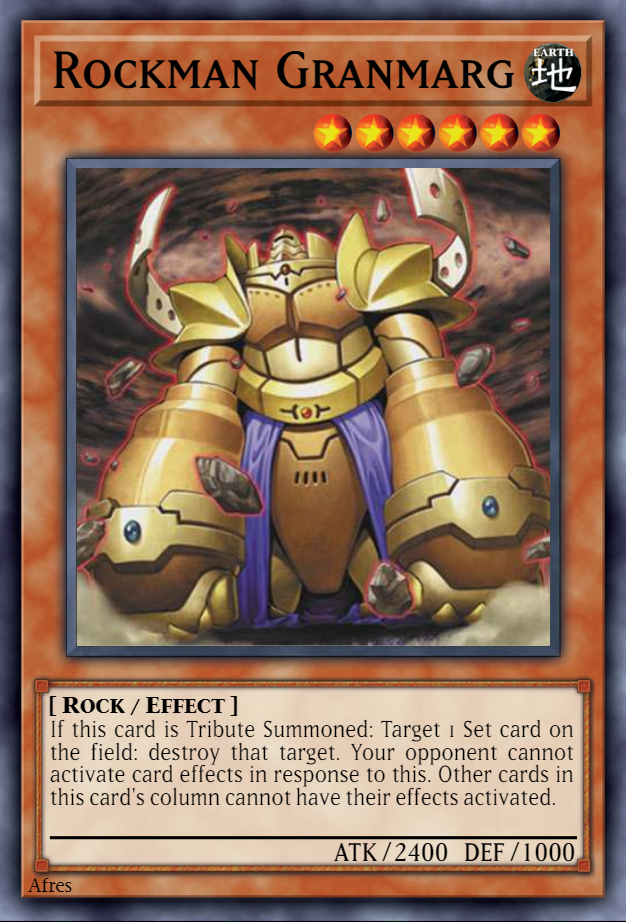 Rockman Granmarg
EARTH
地
[ Rock / Effect ]
If this card is Tribute Summoned: Target 1 Set card on
the field: destroy that target. Your opponent cannot
activate card effects in response to this. Other cards in
this card's column cannot have their effects activated.
ATK/2400 DEF/1000
Afres